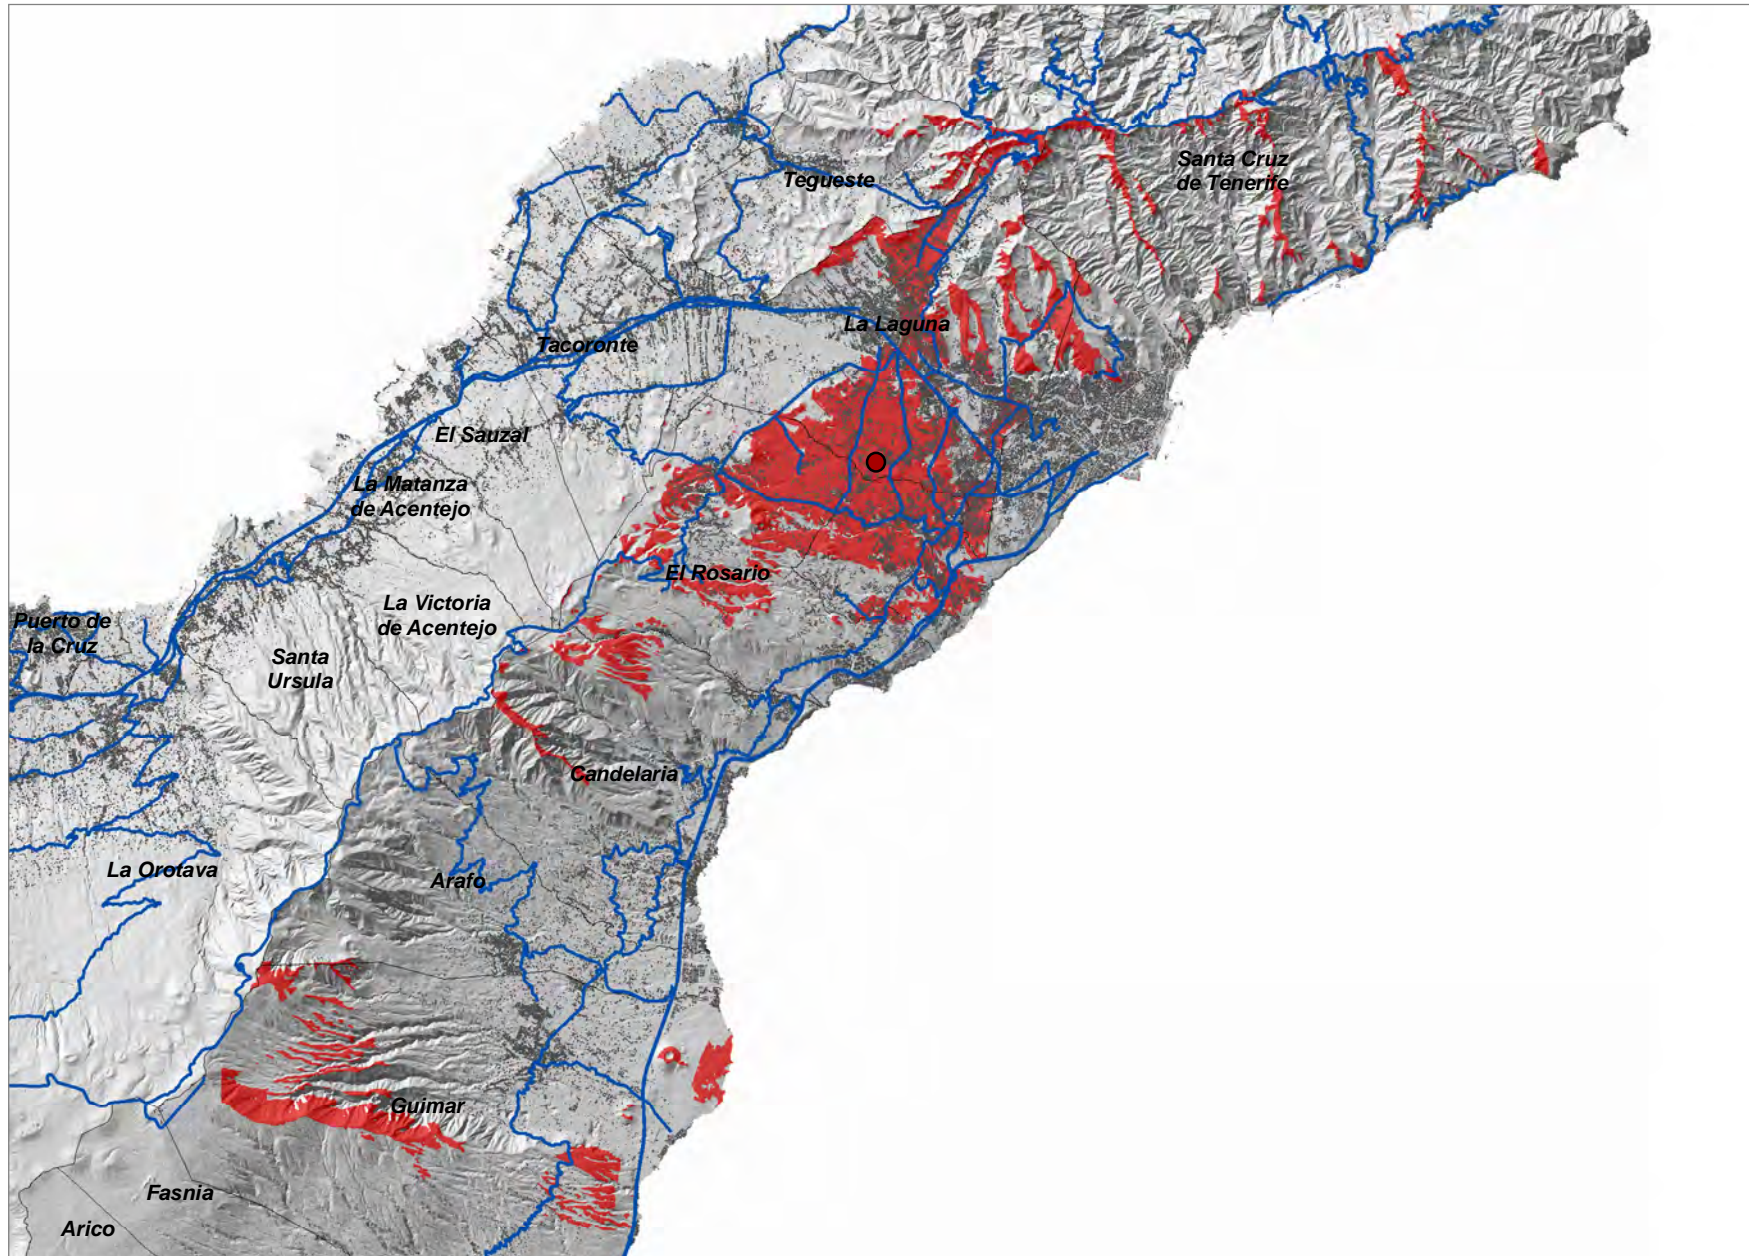 Santa Cruz
de Tenerife
Tegueste
La Laguna
Tacoronte
El Sauzal
La Matanza
de Acentejo
El Rosario
La Victoria
de Acentejo
Puerto de
la Cruz
Santa
Ursula
Candelaria
La Orotava
Arafo
Guimar
Fasnia
Arico